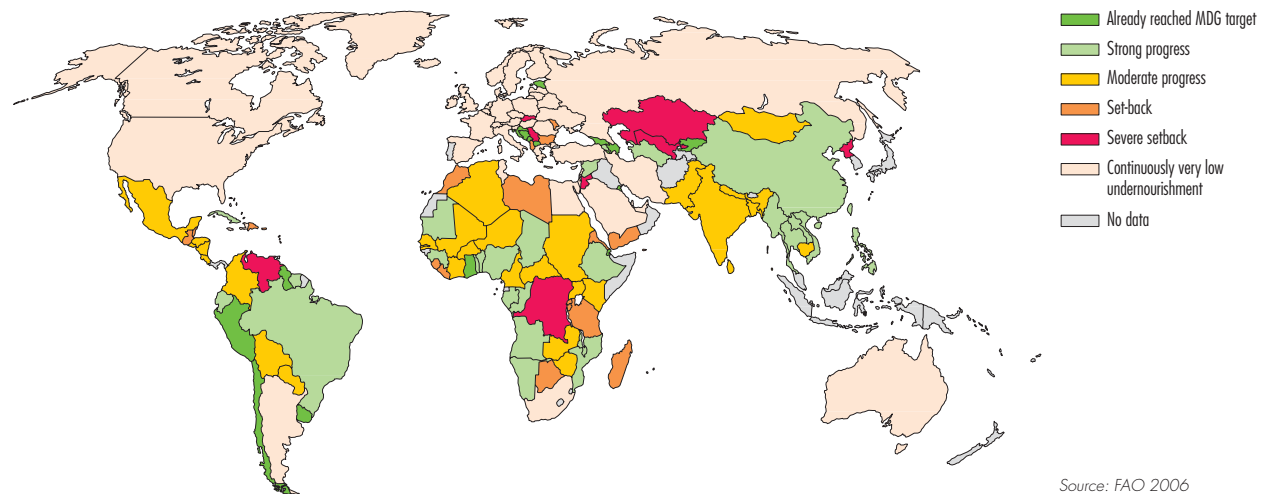 Already reached MDG target
Strong progress
Moderate progress
Set-back
Severe setback
Continuously very low
undernourishment
No data
Source: FAO 2006